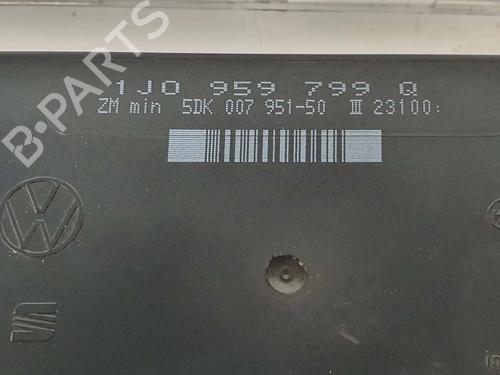 1J0 959 799 Q
ZM min 5DK 007 951-50 III 23100
B-PARTS